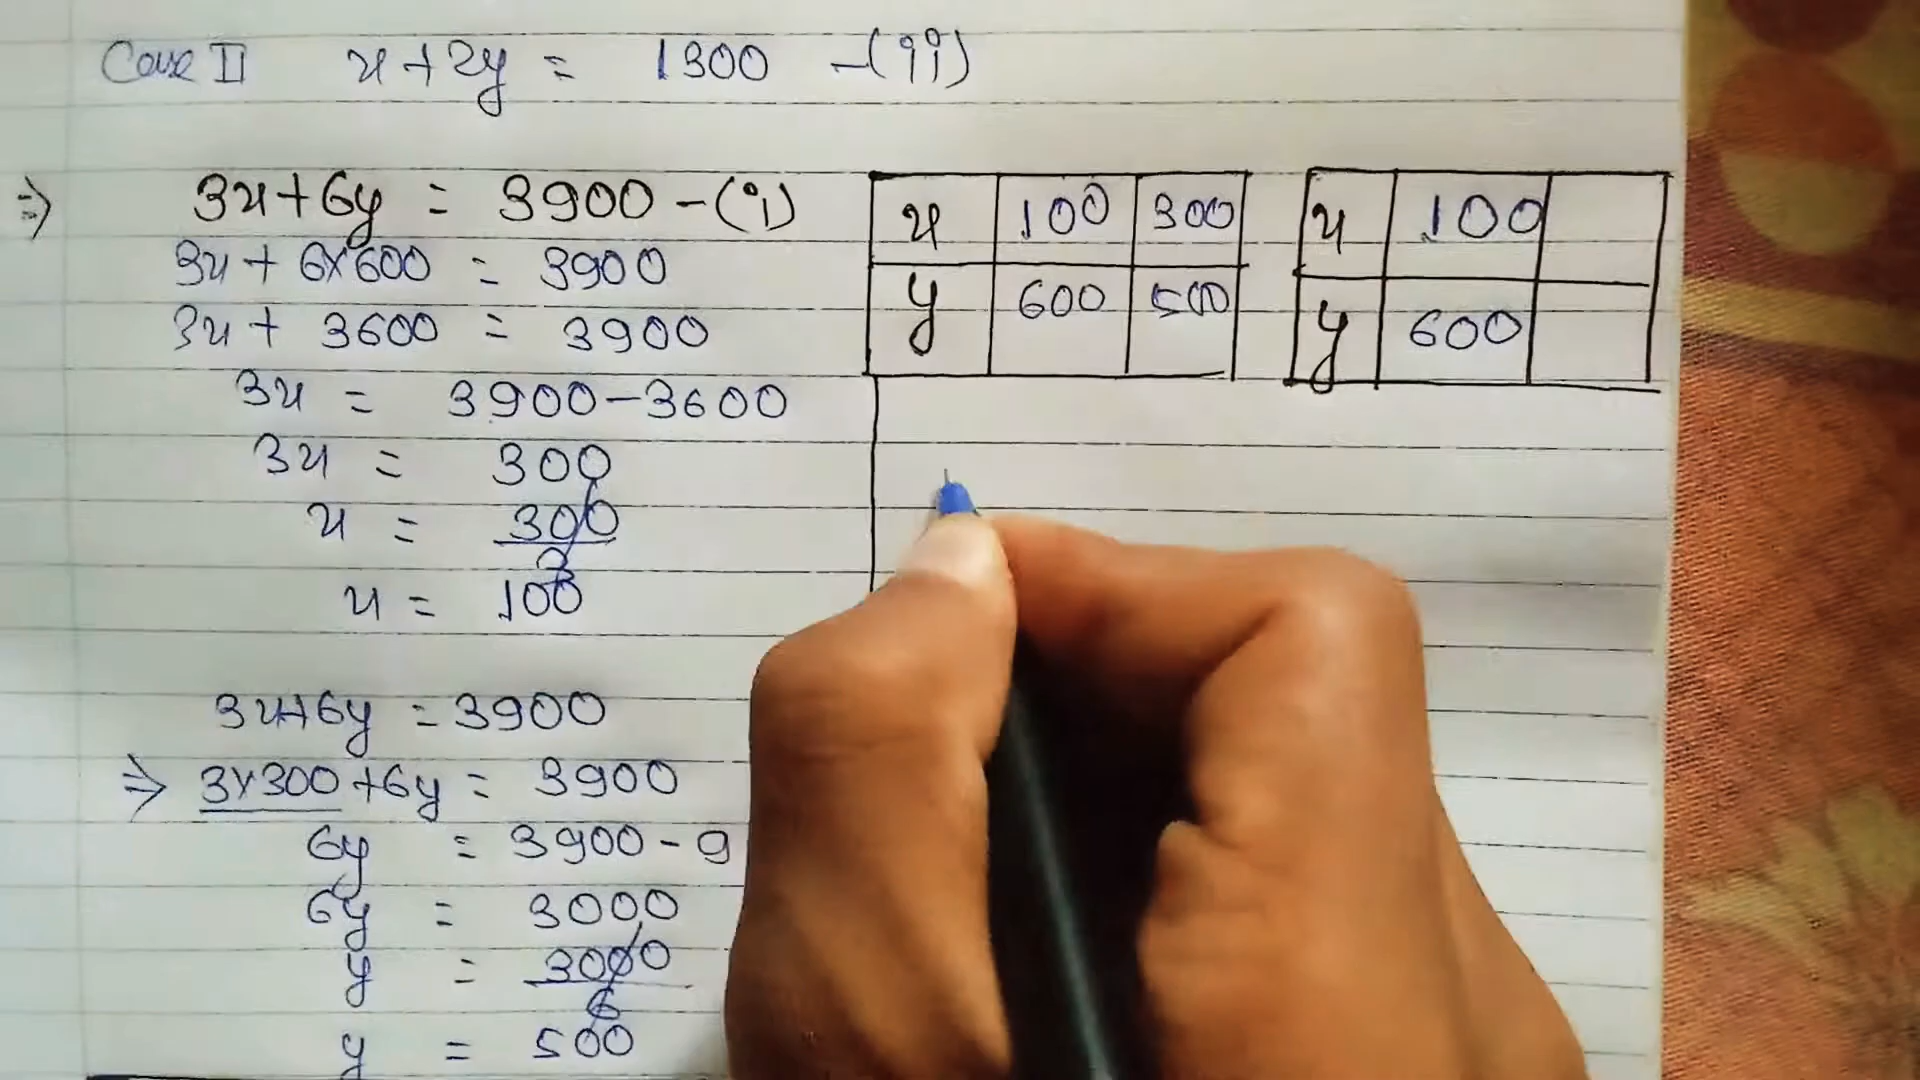 Case II x + 2y = 1300 - (ii)
⇒ 3x + 6y = 3900 - (i)
3x + 6×600 = 3900
3x + 3600 = 3900
3x = 3900 - 3600
3x = 300
x = 300/3
x = 100
3x + 6y = 3900
⇒ 3×300 + 6y = 3900
6y = 3900 - 9
6y = 3000
y = 3000/6
y = 500
x 100 300
y 600 500
x 100
y 600